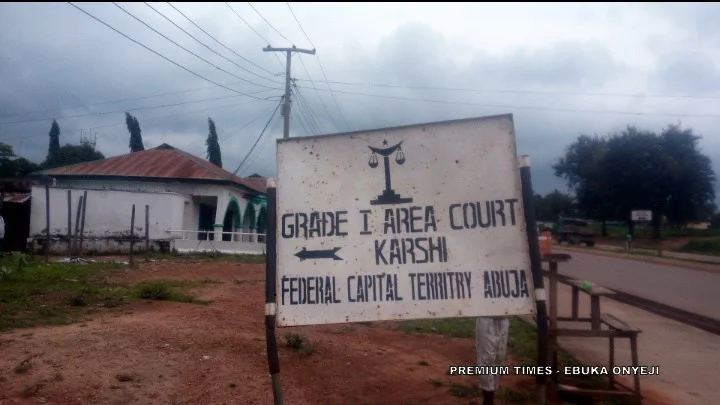 GRADE I AREA COURT
KARSHI
FEDERAL CAPITAL TERRITRY ABUJA
PREMIUM TIMES - EBUKA ONYEJI